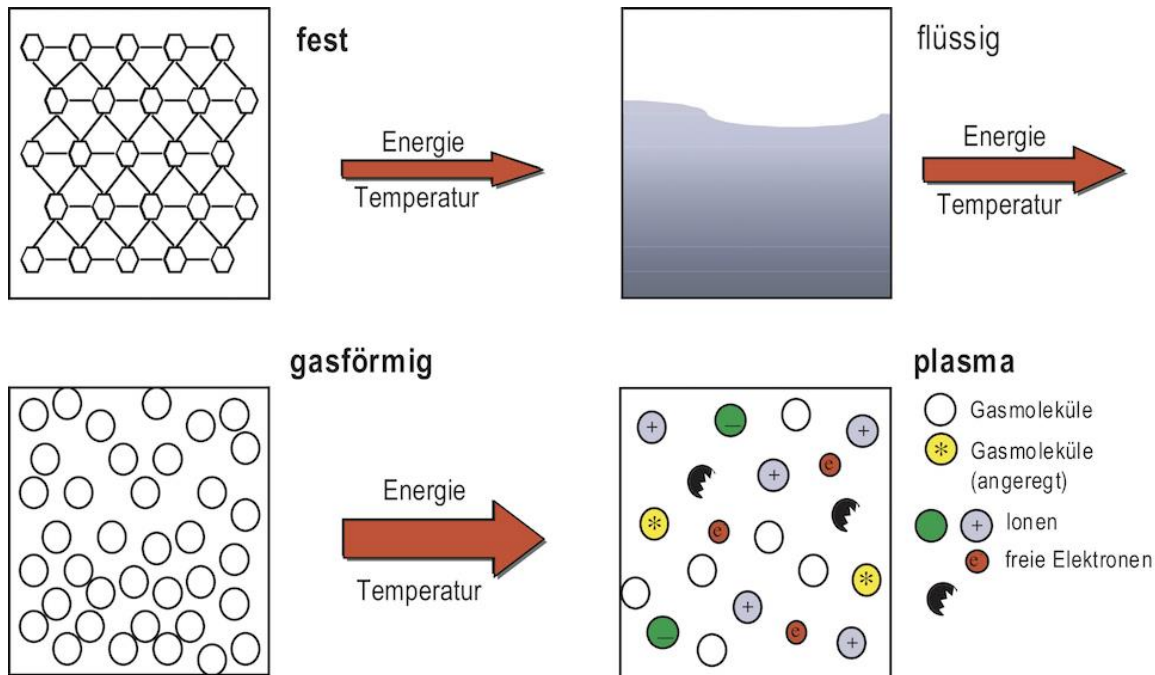 fest
Energie
Temperatur
flüssig
Energie
Temperatur
gasförmig
Energie
Temperatur
plasma
+
–
+
+
e
*
e
*
+
–
e
+
Gasmoleküle
*
Gasmoleküle
(angeregt)
+
Ionen
e
freie Elektronen